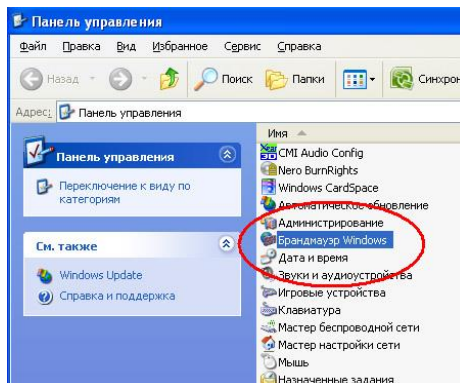 Панель управления
Файл Правка Вид Избранное Сервис Справка
Назад Поиск Папки Синхрон
Адрес: Панель управления
Имя
Панель управления
Переключение к виду по
категориям
См. также
Windows Update
Справка и поддержка
Xear
3D
CMI Audio Config
Nero BurnRights
Windows CardSpace
Автоматическое обновление
Администрирование
Брандмауэр Windows
Дата и время
Звуки и аудиоустройства
Игровые устройства
Клавиатура
Мастер беспроводной сети
Мастер настройки сети
Мышь
Назначенные задания